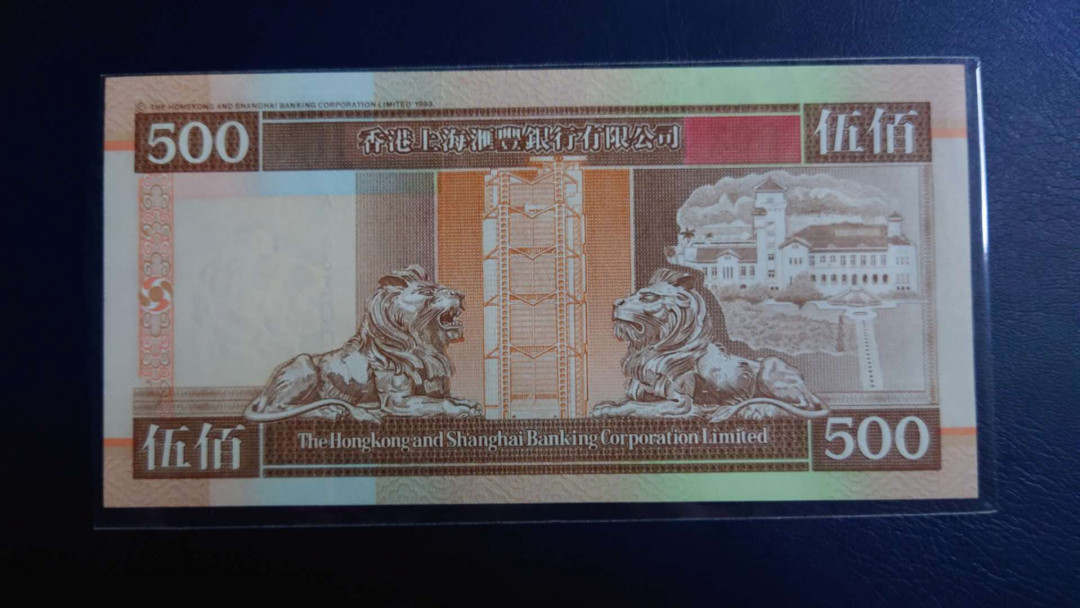 © THE HONGKONG AND SHANGHAI BANKING CORPORATION LIMITED 1993
500 香港上海滙豐銀行有限公司 伍佰
伍佰 The Hongkong and Shanghai Banking Corporation Limited 500